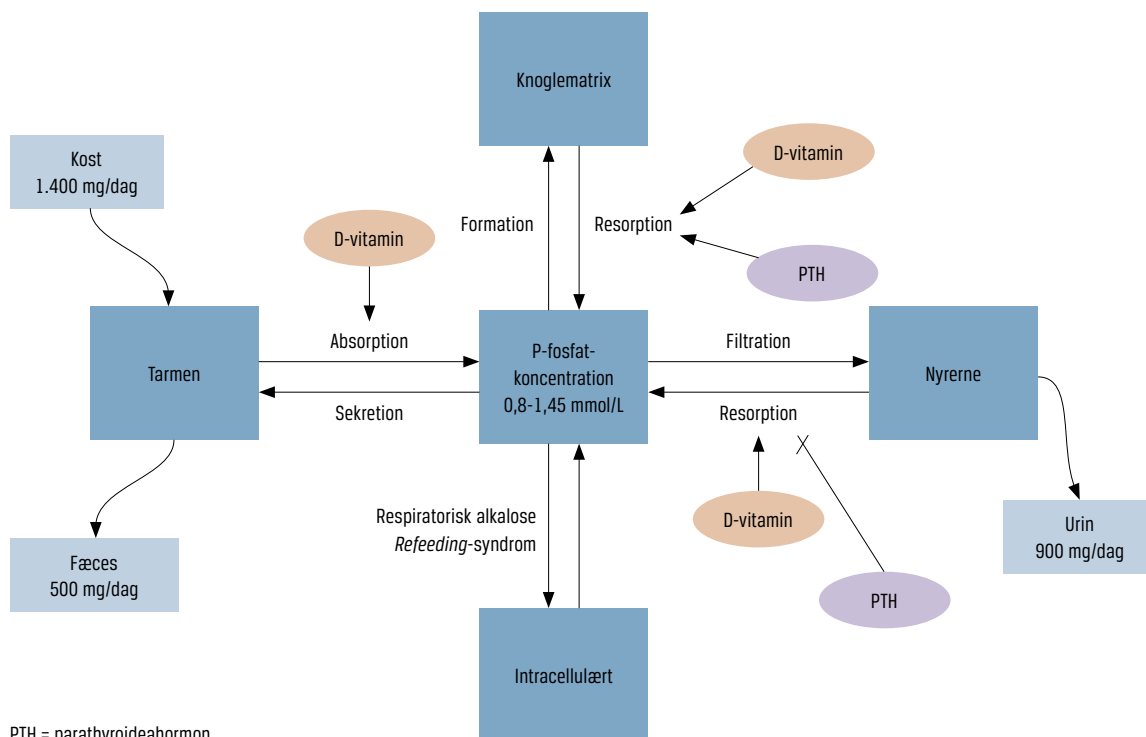 Knoglematrix
Kost
1.400 mg/dag
D-vitamin
D-vitamin
Formation
Resorption
PTH
Absorption
Filtration
Tarmen
P-fosfat-
koncentration
0,8-1,45 mmol/L
Nyrerne
Sekretion
Resorption
Respiratorisk alkalose
Refeeding-syndrom
D-vitamin
Fæces
500 mg/dag
Urin
900 mg/dag
PTH
Intracellulært
PTH = parathyroideahormon